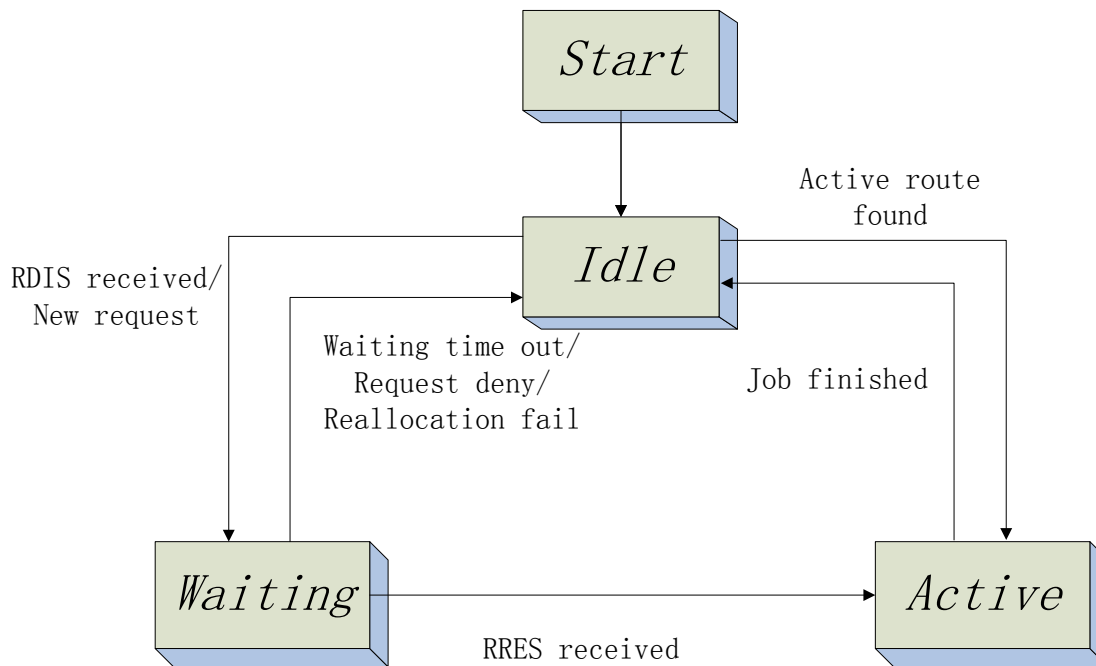 Start
Active route
found
Idle
RDIS received/
New request
Waiting time out/
Request deny/
Reallocation fail
Job finished
Waiting
Active
RRES received